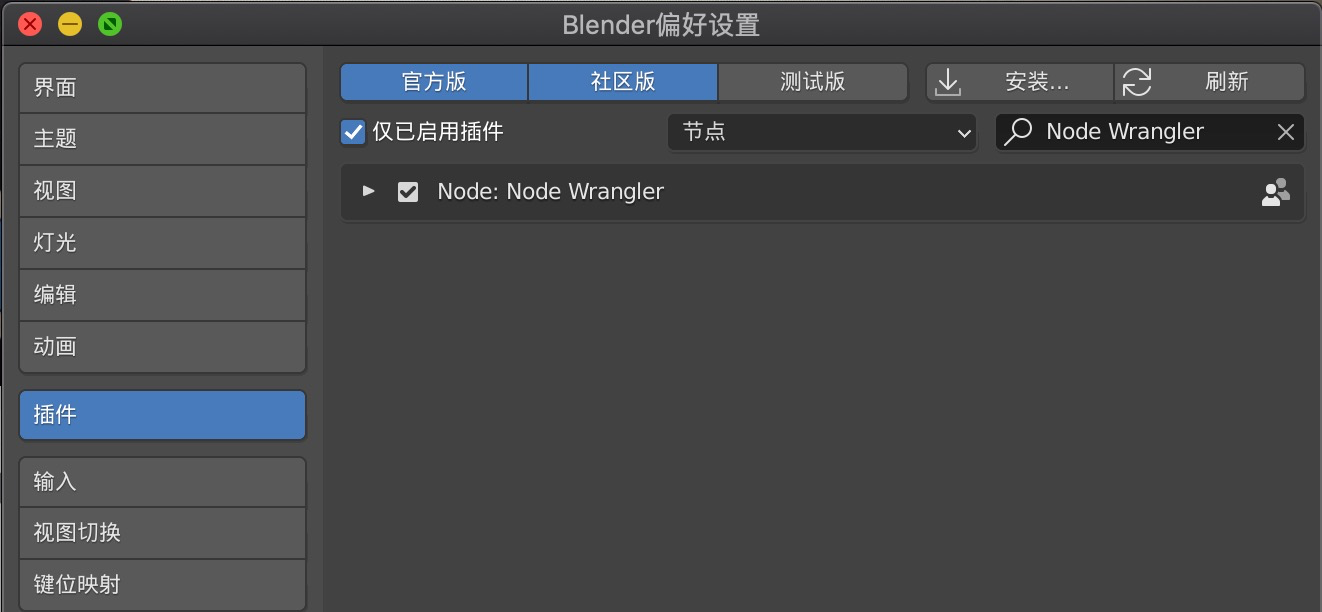 Blender偏好设置
界面
主题
视图
灯光
编辑
动画
插件
输入
视图切换
键位映射
官方版 社区版 测试版 安装... 刷新
仅已启用插件 节点 Node Wrangler
Node: Node Wrangler